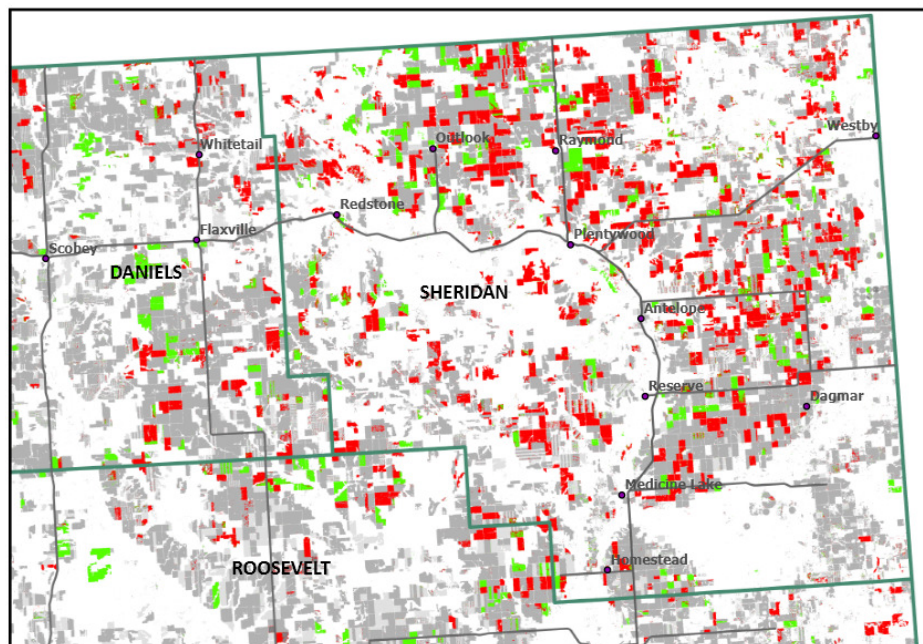 Westby
Outlook
Raymond
Whitetail
Redstone
Flaxville
Plentywood
Scobey
DANIELS
SHERIDAN
Antelope
Reserve
Dagmar
Medicine Lake
Homestead
ROOSEVELT